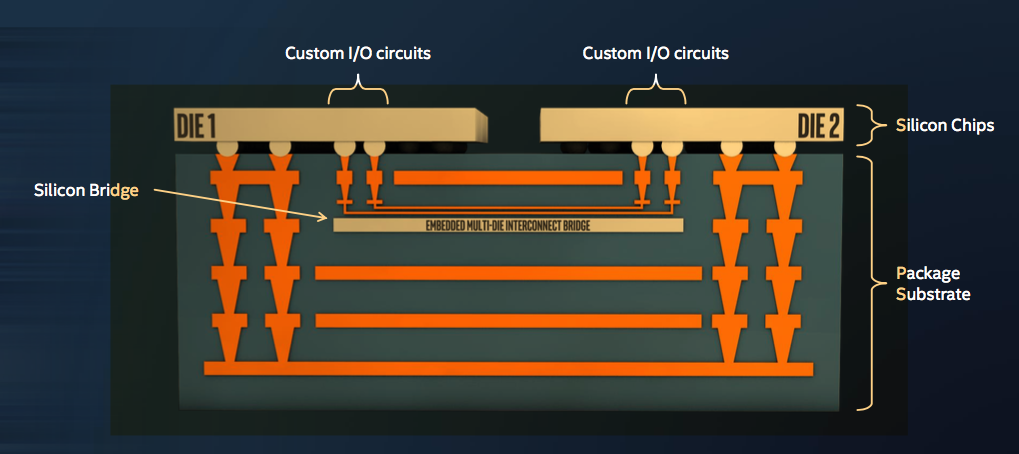 Custom I/O circuits
Custom I/O circuits
DIE 1
DIE 2
Silicon Chips
Silicon Bridge
EMBEDDED MULTI-DIE INTERCONNECT BRIDGE
Package
Substrate